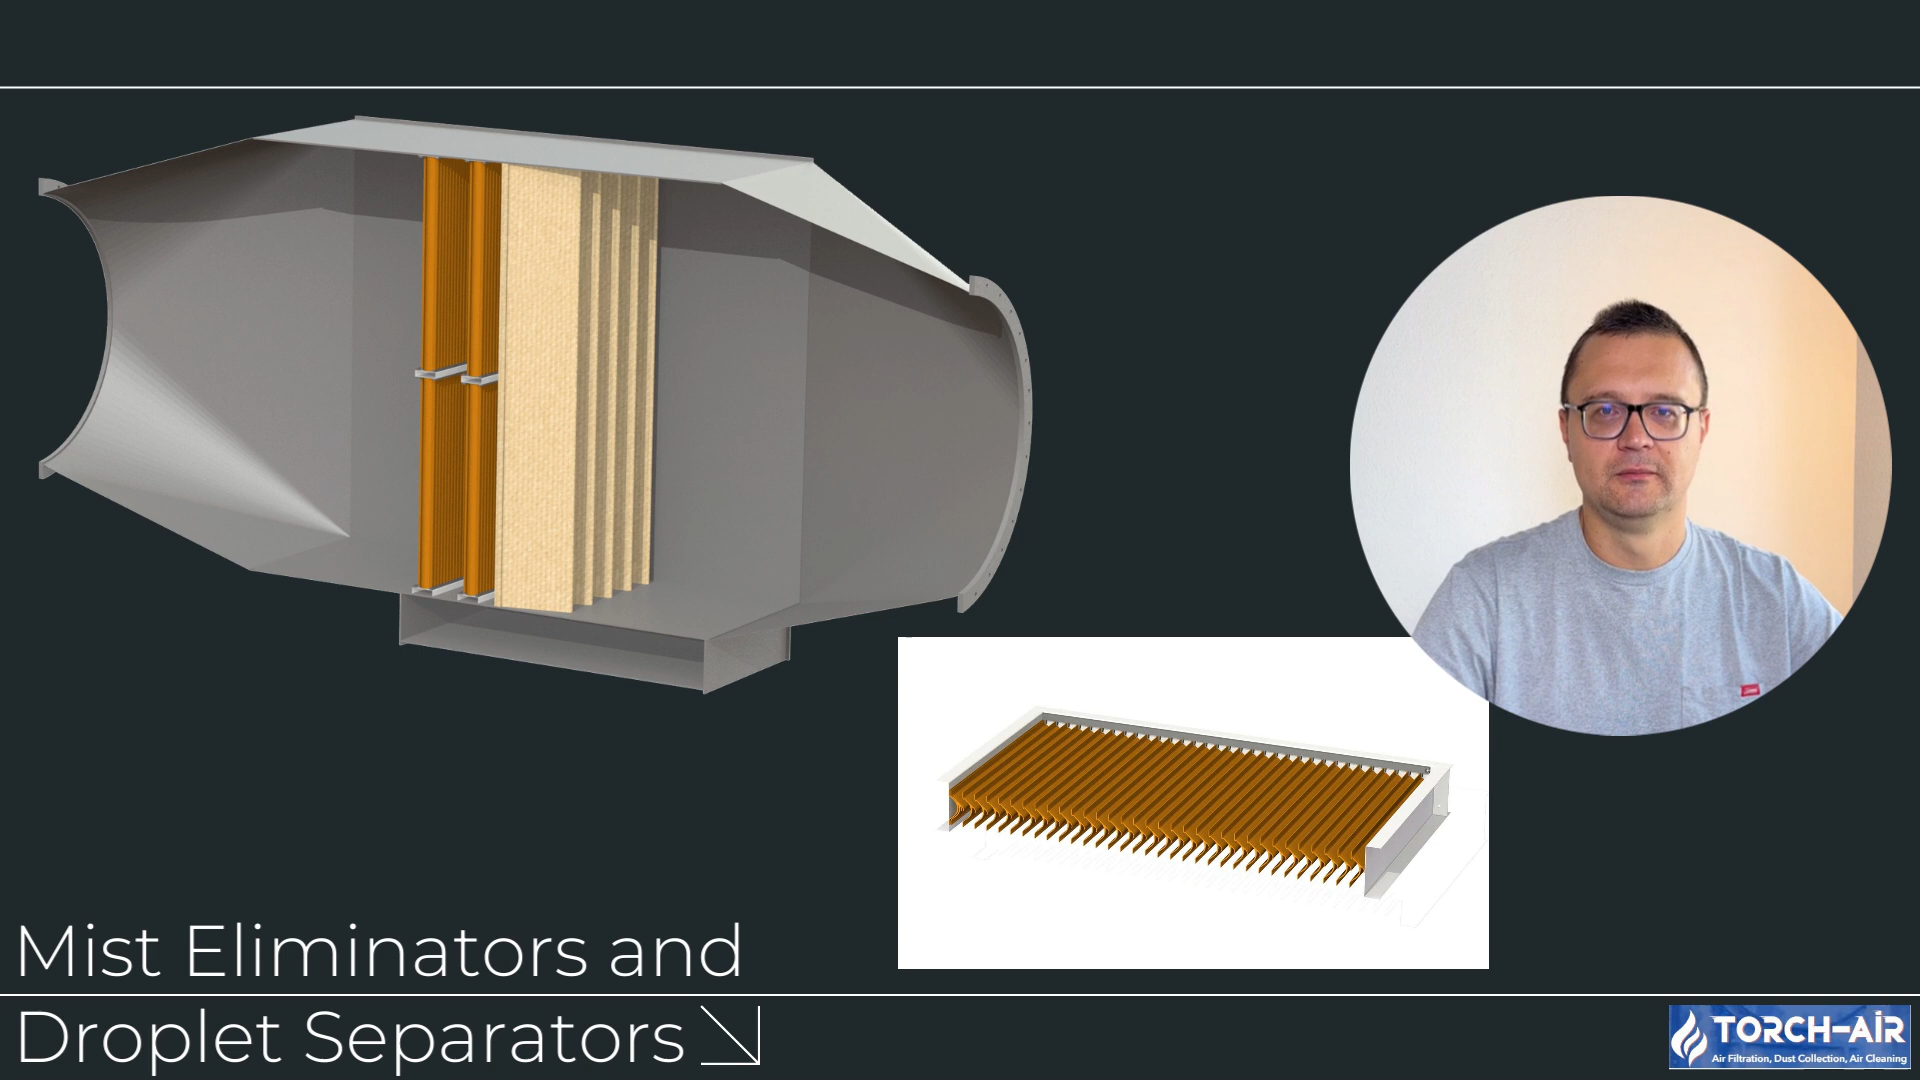 Mist Eliminators and
Droplet Separators
TORCH-AIR
Air Filtration, Dust Collection, Air Cleaning